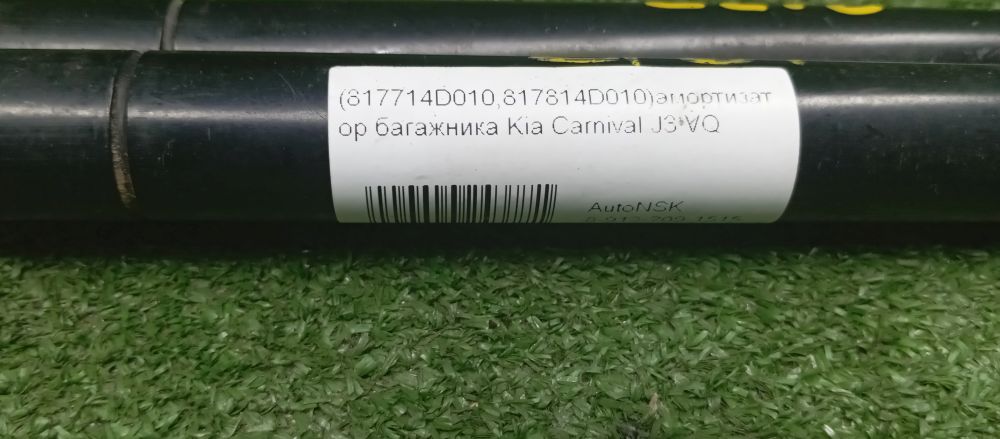 (817714D010,817814D010)амортизат
ор багажника Kia Carnival J3 VQ
AutoNSK